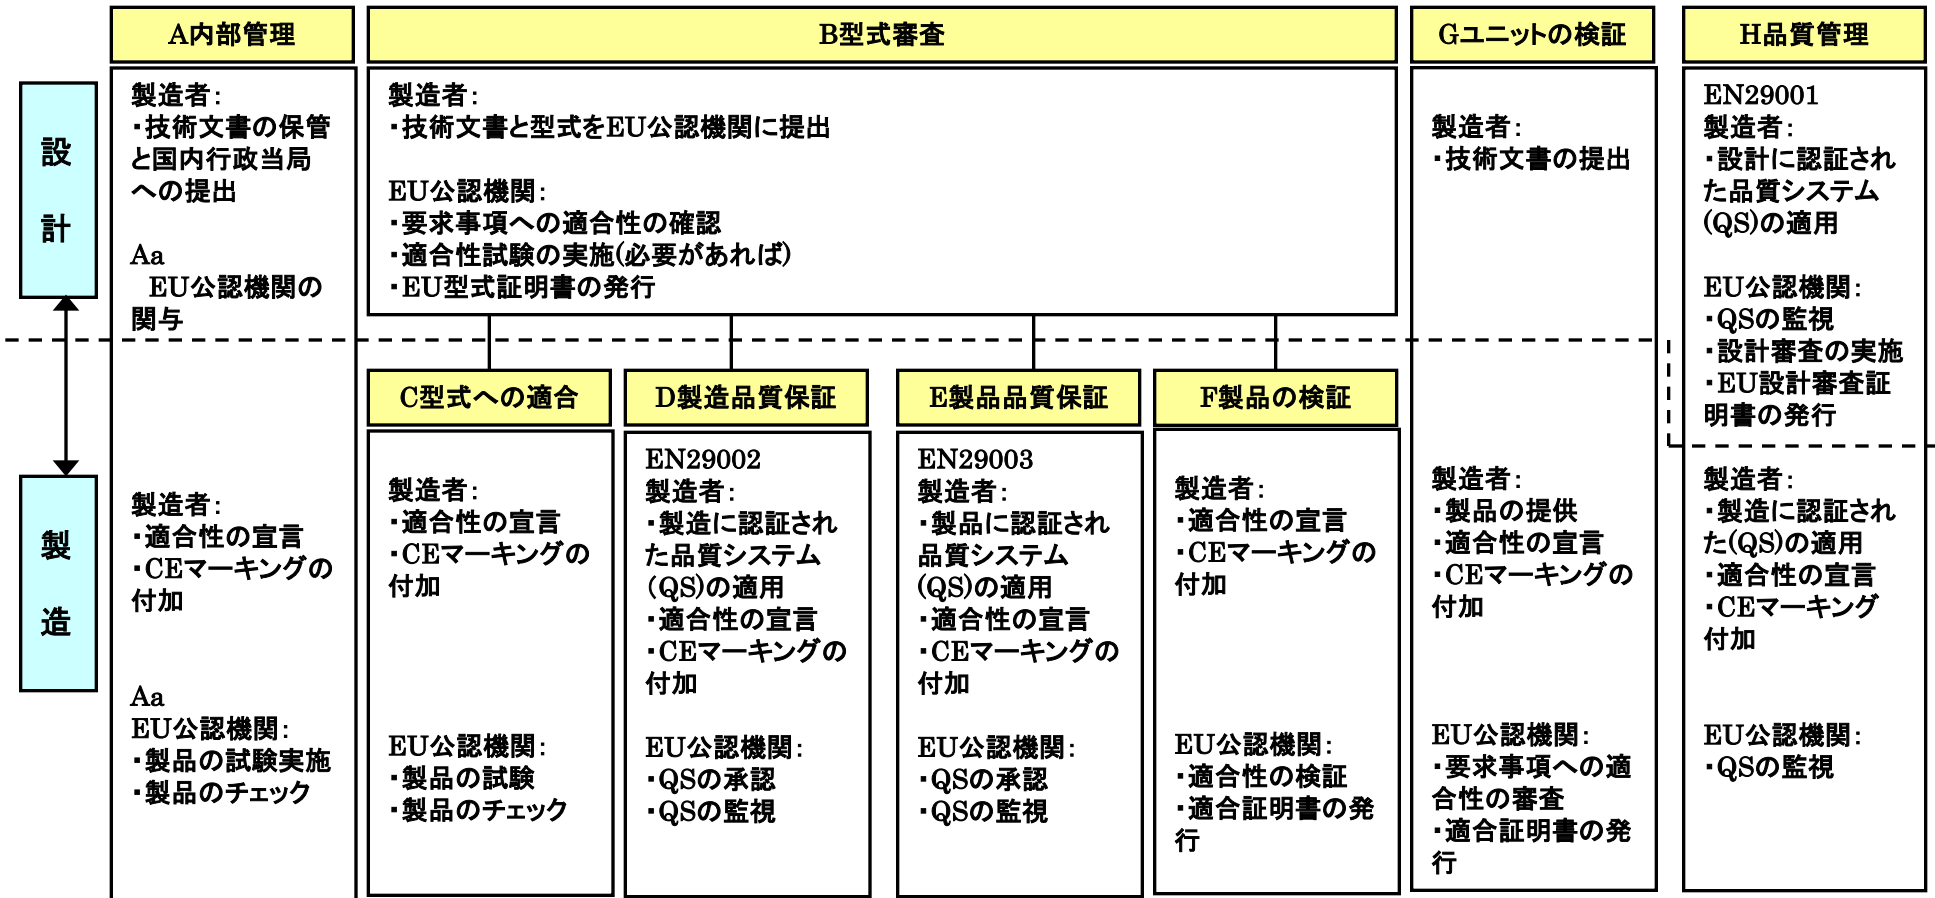 A内部管理
B型式審査
Gユニットの検証
H品質管理
設
計
製造者：
・技術文書の保管
と国内行政当局
への提出
Aa
EU公認機関の
関与
製造者：
・技術文書と型式をEU公認機関に提出
EU公認機関：
・要求事項への適合性の確認
・適合性試験の実施(必要があれば)
・EU型式証明書の発行
製造者：
・技術文書の提出
EN29001
製造者：
・設計に認証され
た品質システム
(QS)の適用
EU公認機関：
・QSの監視
・設計審査の実施
・EU設計審査証
明書の発行
製
造
製造者：
・適合性の宣言
・CEマーキングの
付加
Aa
EU公認機関：
・製品の試験実施
・製品のチェック
C型式への適合
製造者：
・適合性の宣言
・CEマーキングの
付加
EU公認機関：
・製品の試験
・製品のチェック
D製造品質保証
EN29002
製造者：
・製造に認証され
た品質システム
（QS)の適用
・適合性の宣言
・CEマーキングの
付加
EU公認機関：
・QSの承認
・QSの監視
E製品品質保証
EN29003
製造者：
・製品に認証され
品質システム
(QS)の適用
・適合性の宣言
・CEマーキングの
付加
EU公認機関：
・QSの承認
・QSの監視
F製品の検証
製造者：
・適合性の宣言
・CEマーキングの
付加
EU公認機関：
・適合性の検証
・適合証明書の発
行
製造者：
・製品の提供
・適合性の宣言
・CEマーキングの
付加
EU公認機関：
・要求事項への適
合性の審査
・適合証明書の発
行
製造者：
・製造に認証され
た(QS)の適用
・適合性の宣言
・CEマーキング
付加
EU公認機関：
・QSの監視